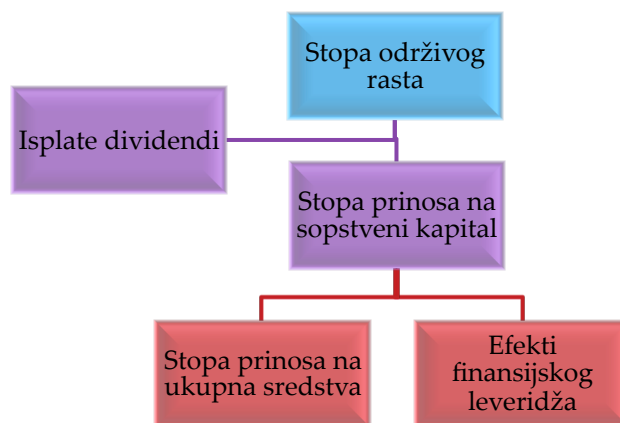 Stopa održivog
rasta
Isplate dividendi
Stopa prinosa na
sopstveni kapital
Stopa prinosa na
ukupna sredstva
Efekti
finansijskog
leveridža